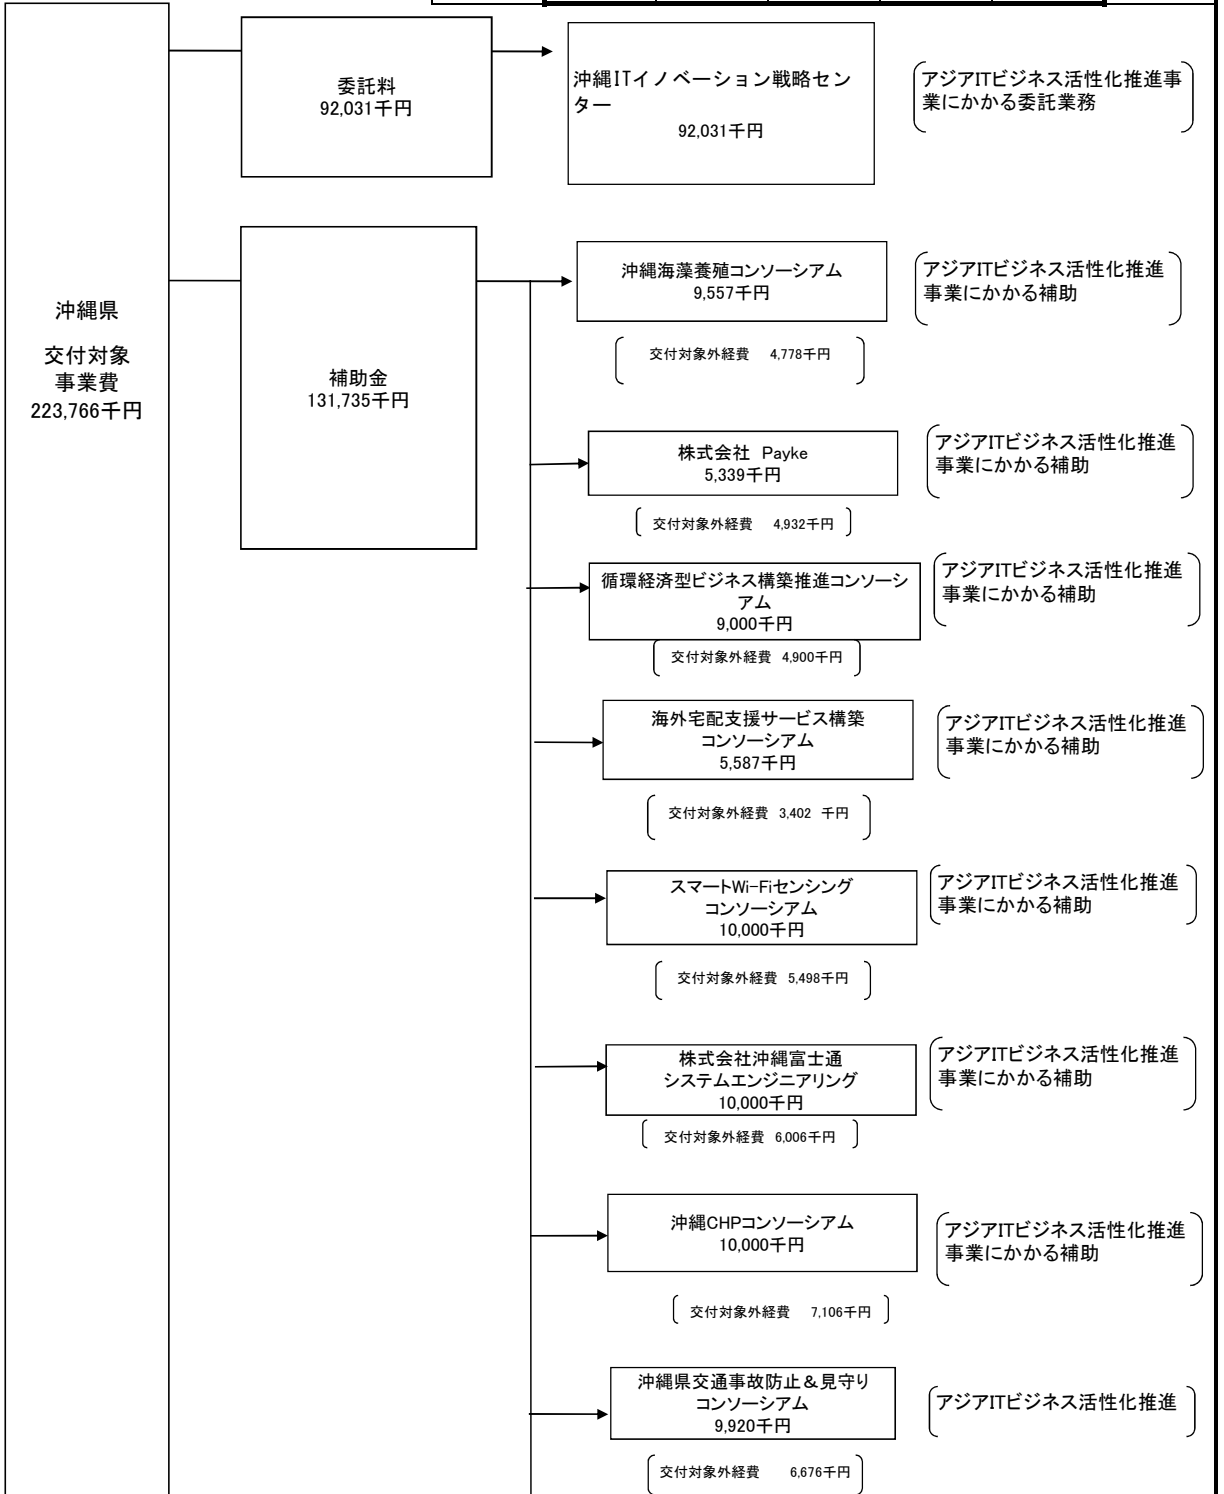 沖縄県
交付対象
事業費
223,766千円
委託料
92,031千円
沖縄ITイノベーション戦略セン
ター
92,031千円
アジアITビジネス活性化推進事
業にかかる委託業務
補助金
131,735千円
沖縄海藻養殖コンソーシアム
9,557千円
アジアITビジネス活性化推進
事業にかかる補助
交付対象外経費 4,778千円
株式会社 Payke
5,339千円
アジアITビジネス活性化推進
事業にかかる補助
交付対象外経費 4,932千円
循環経済型ビジネス構築推進コンソーシ
アム
9,000千円
アジアITビジネス活性化推進
事業にかかる補助
交付対象外経費 4,900千円
海外宅配支援サービス構築
コンソーシアム
5,587千円
アジアITビジネス活性化推進
事業にかかる補助
交付対象外経費 3,402 千円
スマートWi-Fiセンシング
コンソーシアム
10,000千円
アジアITビジネス活性化推進
事業にかかる補助
交付対象外経費 5,498千円
株式会社沖縄富士通
システムエンジニアリング
10,000千円
アジアITビジネス活性化推進
事業にかかる補助
交付対象外経費 6,006千円
沖縄CHPコンソーシアム
10,000千円
アジアITビジネス活性化推進
事業にかかる補助
交付対象外経費 7,106千円
沖縄県交通事故防止＆見守り
コンソーシアム
9,920千円
アジアITビジネス活性化推進
交付対象外経費 6,676千円